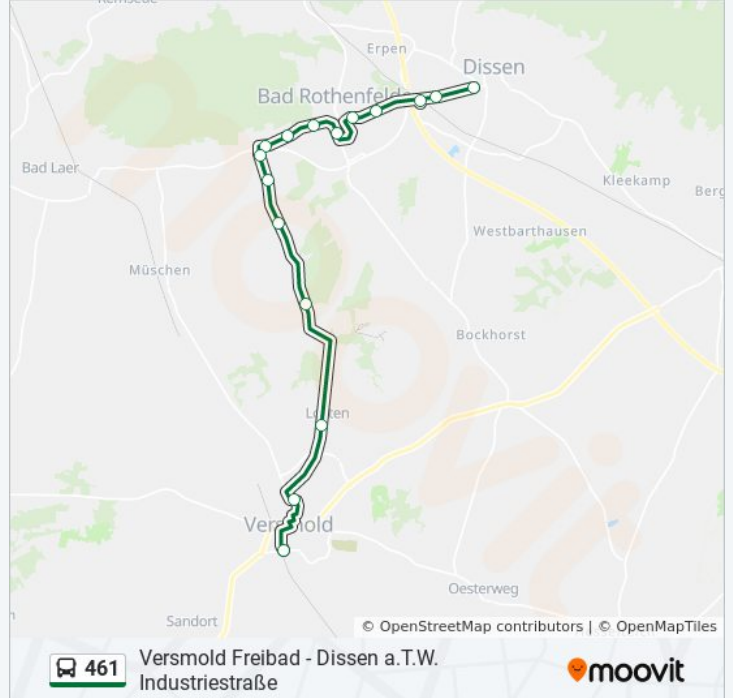 Remsede
Erpen
Dissen
Bad Rothenfelde
Bad Laer
Kleekamp
Berg
Westbarthausen
Müschen
Bockhorst
Loxten
Versmold
Oesterweg
Sandort
© OpenStreetMap contributors | © OpenMapTiles
461
Versmold Freibad - Dissen a.T.W.
Industriestraße
moovit